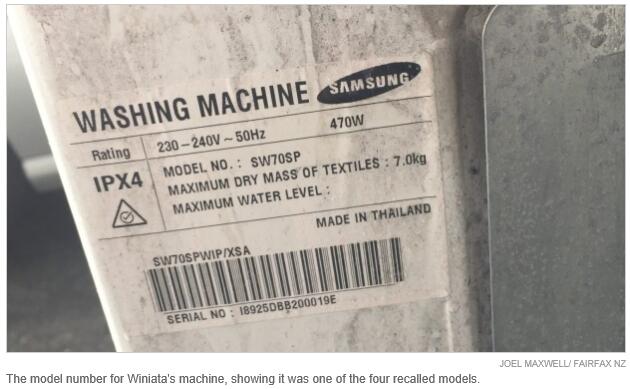 WASHING MACHINE SAMSUNG
Rating 230-240V ~ 50Hz 470W
IPX4
MODEL NO. : SW70SP
MAXIMUM DRY MASS OF TEXTILES : 7.0kg
MAXIMUM WATER LEVEL :
MADE IN THAILAND
SW70SPWIP/XSA
SERIAL NO : I8925DBB200019E
JOEL MAXWELL/ FAIRFAX NZ
The model number for Winiata's machine, showing it was one of the four recalled models.